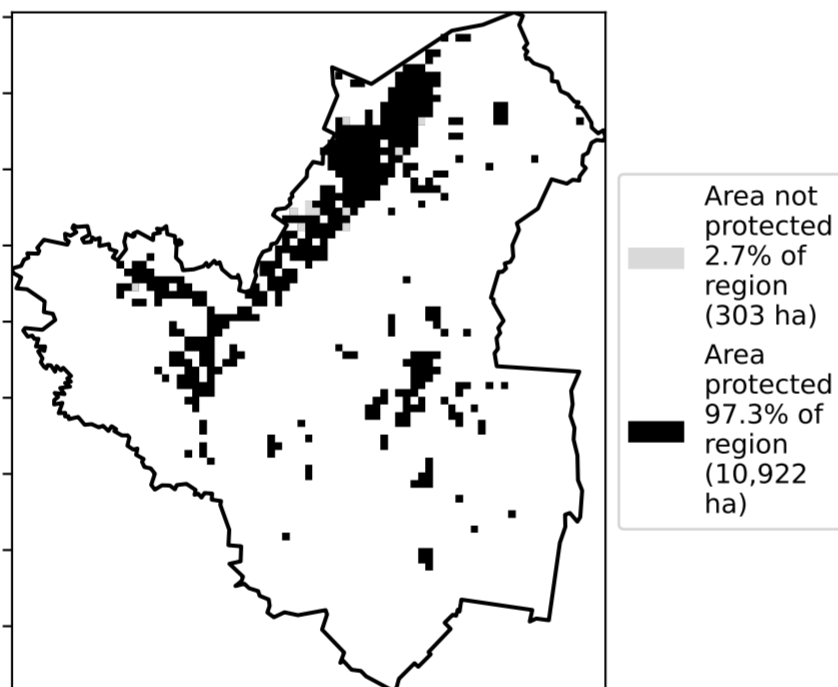 Area not
protected
2.7% of
region
(303 ha)
Area
protected
97.3% of
region
(10,922
ha)